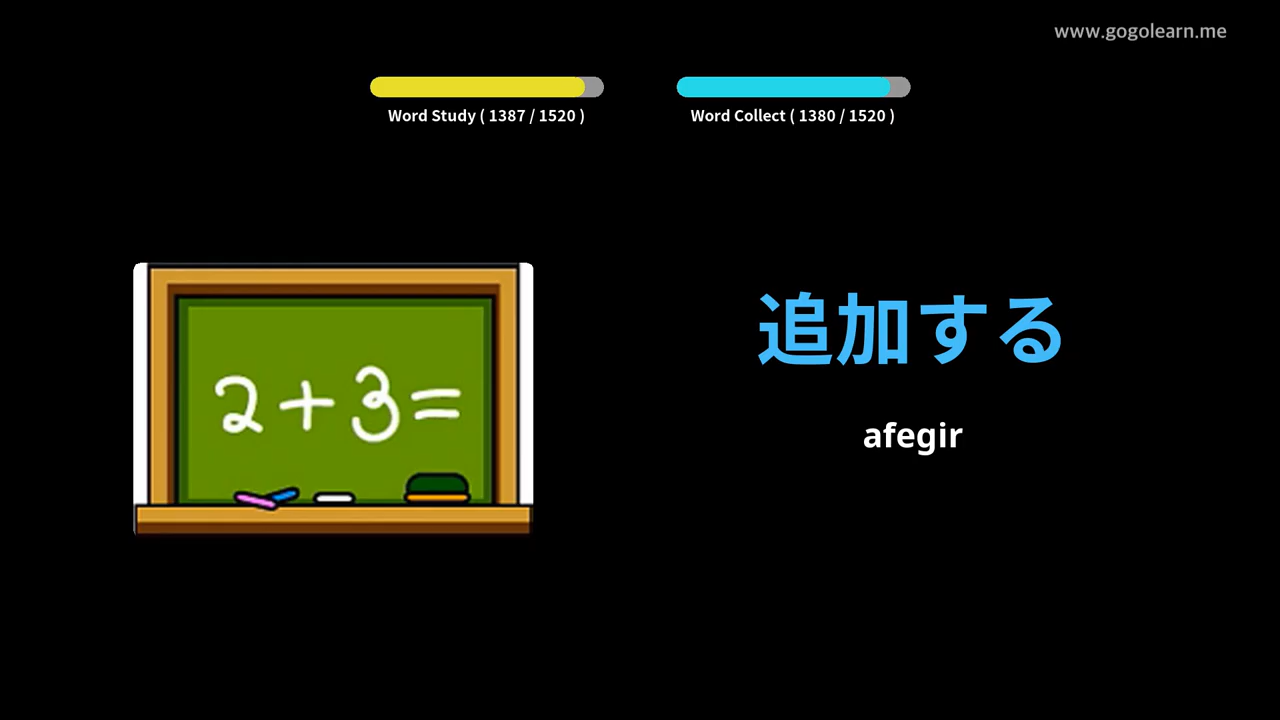 www.gogolearn.me
Word Study ( 1387 / 1520 )
Word Collect ( 1380 / 1520 )
2+3=
追加する
afegir